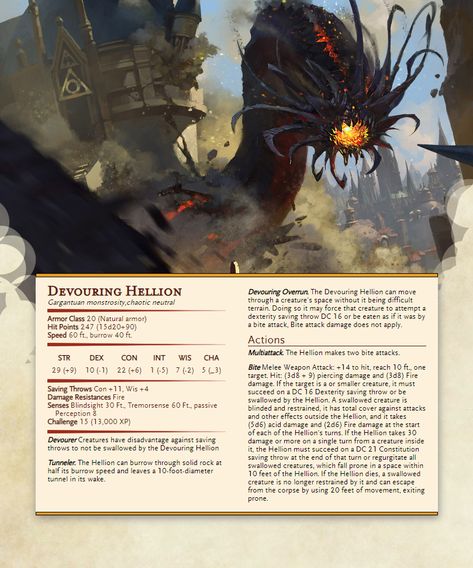 DEVOURING HELLION
Gargantuan monstrosity,chaotic neutral
Armor Class 20 (Natural armor)
Hit Points 247 (15d20+90)
Speed 60 ft., burrow 40 ft.
STR DEX CON INT WIS CHA
29 (+9) 10 (-1) 22 (+6) 1 (-5) 7 (-2) 5 (,,3)
Saving Throws Con +11, Wis +4
Damage Resistances Fire
Senses Blindsight 30 Ft., Tremorsense 60 Ft., passive
Perception 8
Challenge 15 (13,000 XP)
Devourer Creatures have disadvantage against saving
throws to not be swallowed by the Devouring Hellion
Tunneler. The Hellion can burrow through solid rock at
half its burrow speed and leaves a 10-foot-diameter
tunnel in its wake.
Devouring Overrun. The Devouring Hellion can move
through a creature's space without it being difficult
terrain. Doing so it may force that creature to attempt a
dexterity saving throw DC 16 or be eaten as if it was by
a bite attack, Bite attack damage does not apply.
Actions
Multiattack. The Hellion makes two bite attacks.
Bite Melee Weapon Attack: +14 to hit, reach 10 ft., one
target. Hit: (3d8 + 9) piercing damage and (3d8) Fire
damage. If the target is a or smaller creature, it must
succeed on a DC 16 Dexterity saving throw or be
swallowed by the Hellion. A swallowed creature is
blinded and restrained, it has total cover against attacks
and other effects outside the Hellion, and it takes
(5d6) acid damage and (2d6) Fire damage at the start
of each of the Hellion's turns. If the Hellion takes 30
damage or more on a single turn from a creature inside
it, the Hellion must succeed on a DC 21 Constitution
saving throw at the end of that turn or regurgitate all
swallowed creatures, which fall prone in a space within
10 feet of the Hellion. If the Hellion dies, a swallowed
creature is no longer restrained by it and can escape
from the corpse by using 20 feet of movement, exiting
prone.